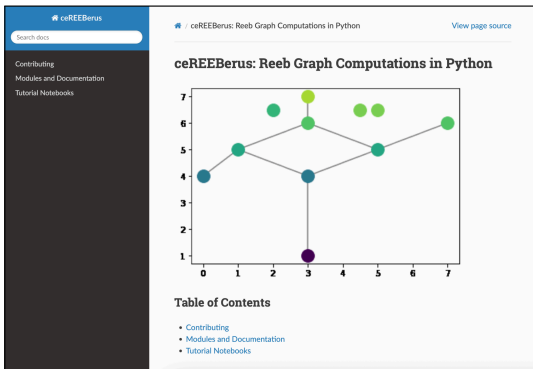 ceREEBerus
Search docs
Contributing
Modules and Documentation
Tutorial Notebooks
/ ceREEBerus: Reeb Graph Computations in Python View page source
ceREEBerus: Reeb Graph Computations in Python
7
6
5
4
3
2
1
0 1 2 3 4 5 6 7
Table of Contents
Contributing
Modules and Documentation
Tutorial Notebooks